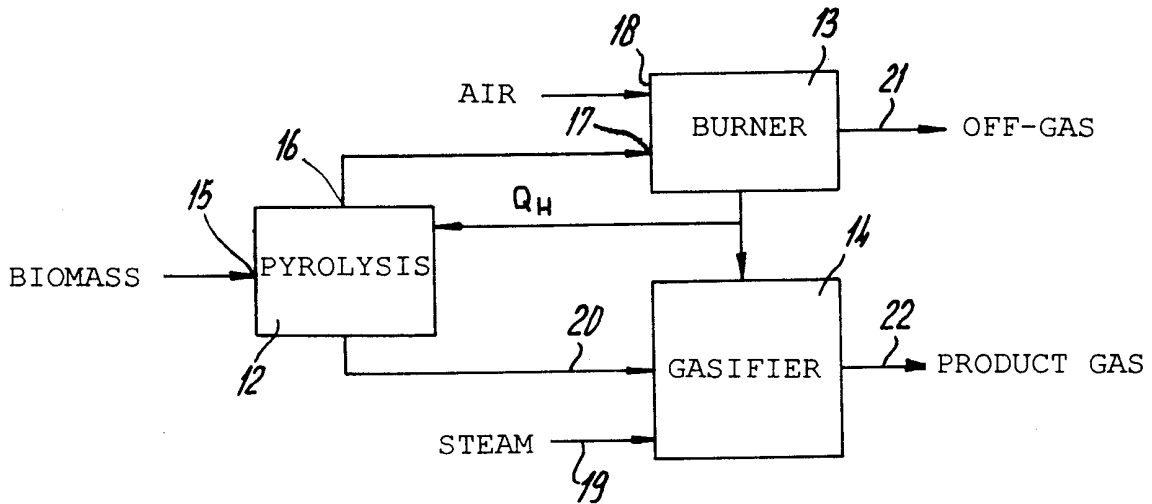 18
13
AIR
21
17
BURNER
OFF-GAS
16
15
Q_H
14
BIOMASS
PYROLYSIS
20
22
12
GASIFIER
PRODUCT GAS
STEAM
19